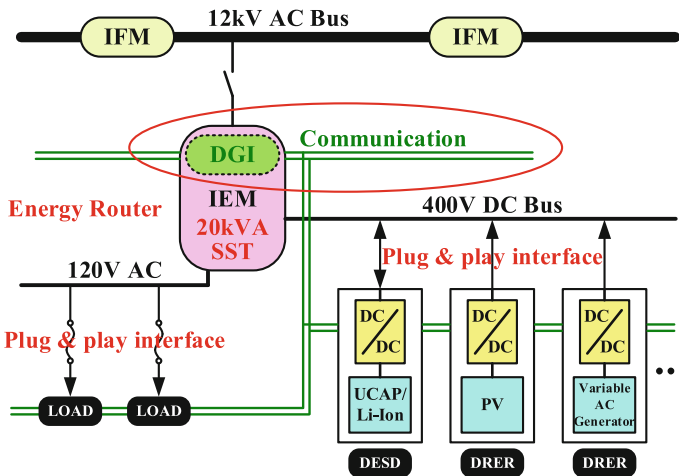 12kV AC Bus
IFM
IFM
Communication
DGI
IEM
20kVA
SST
Energy Router
400V DC Bus
120V AC
Plug & play interface
Plug & play interface
DC
DC
DC
DC
DC
DC
UCAP/
Li-Ion
PV
Variable
AC
Generator
LOAD
LOAD
DESD
DRER
DRER